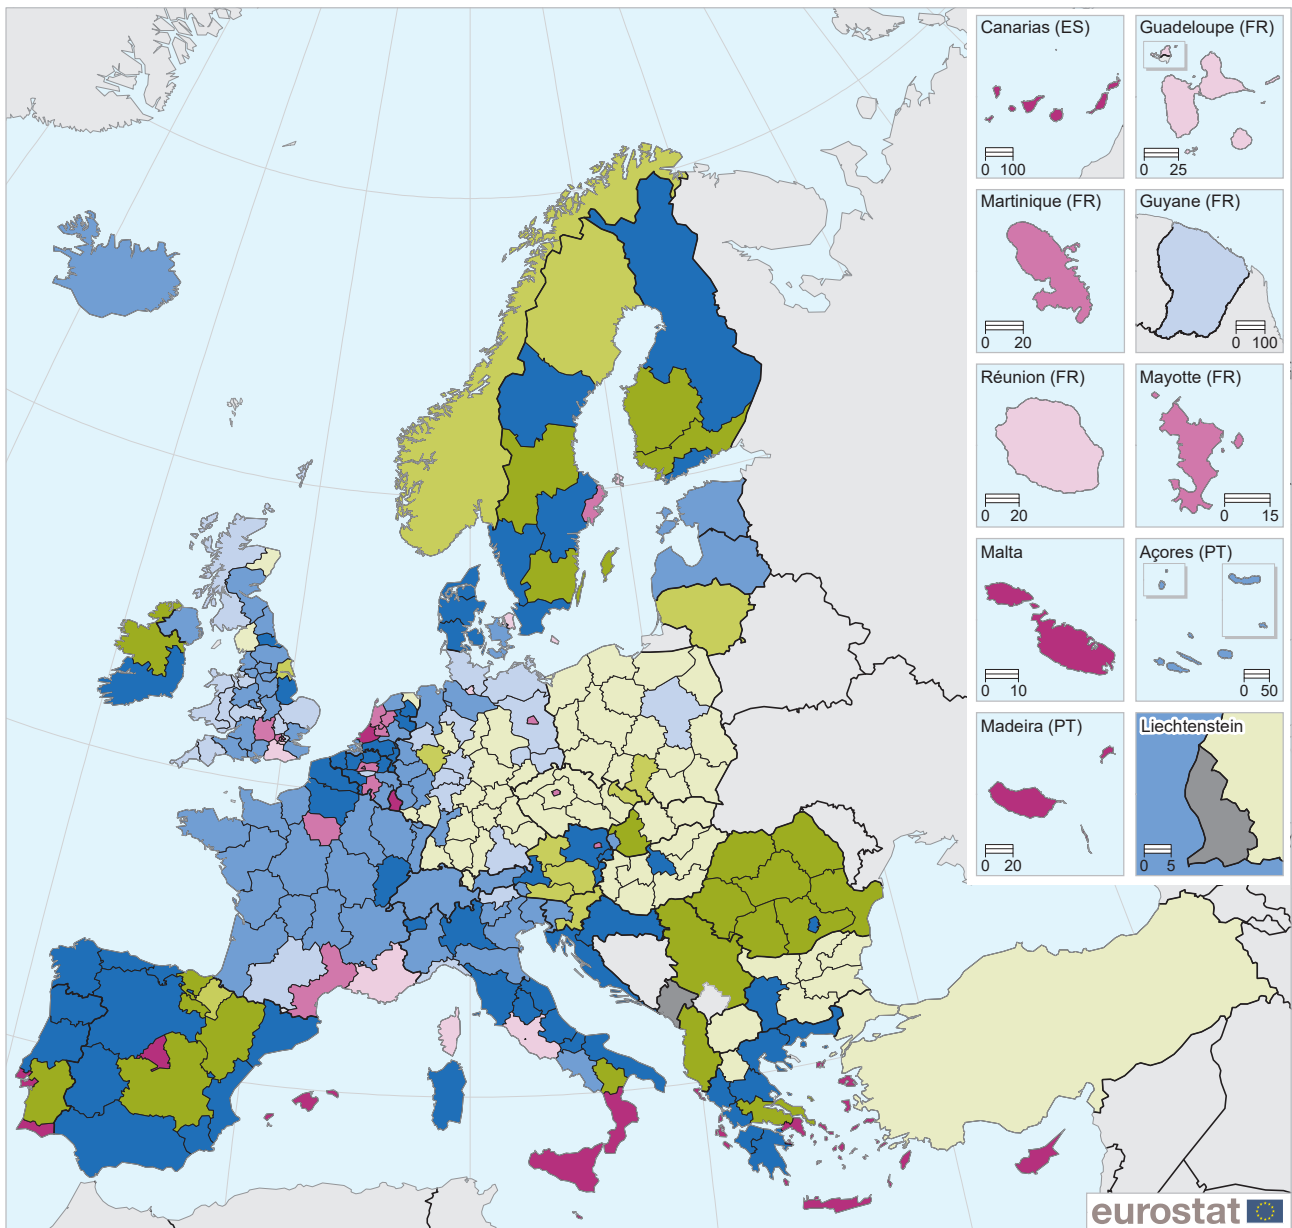 Canarias (ES)
0 100
Guadeloupe (FR)
0 25
Martinique (FR)
0 20
Guyane (FR)
0 100
Réunion (FR)
0 20
Mayotte (FR)
0 15
Malta
0 10
Açores (PT)
0 50
Madeira (PT)
0 20
Liechtenstein
0 5
eurostat